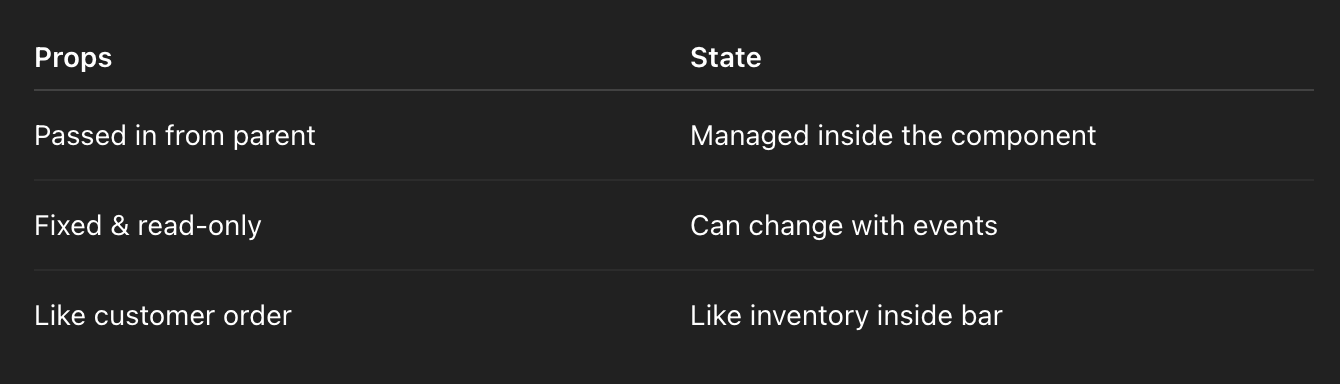 Props State
Passed in from parent Managed inside the component
Fixed & read-only Can change with events
Like customer order Like inventory inside bar